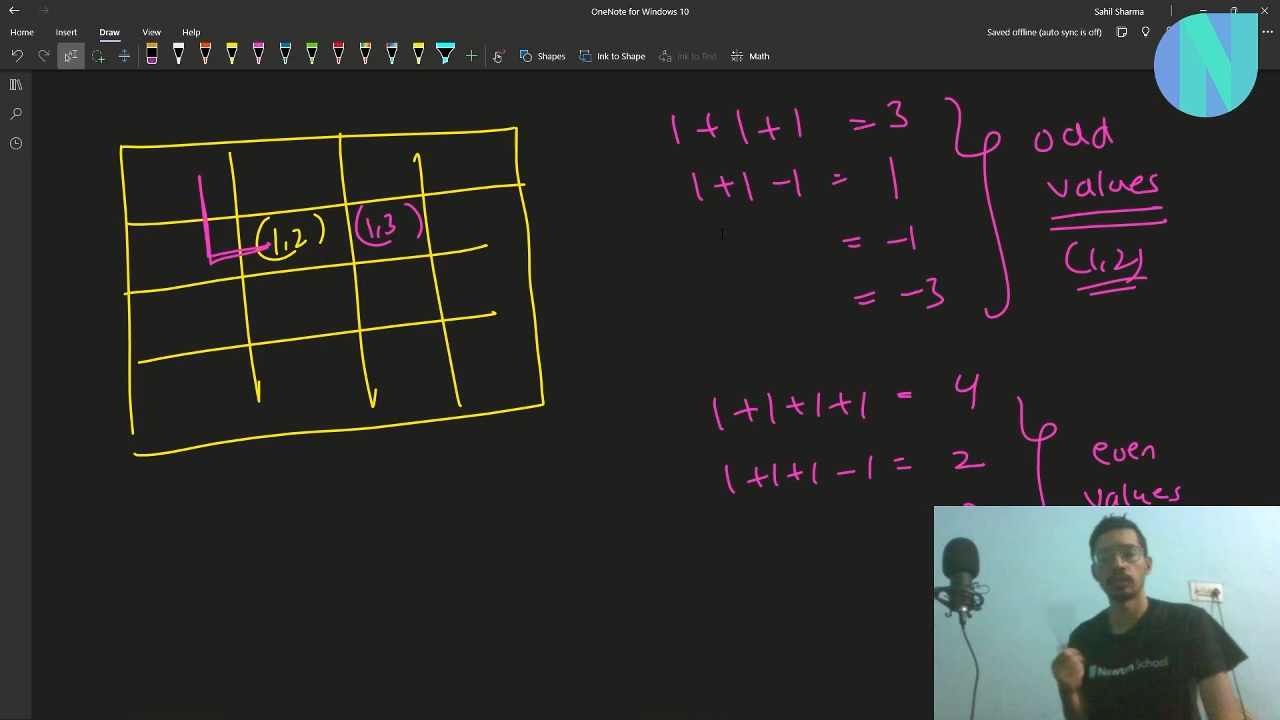 OneNote for Windows 10
Sahil Sharma
Home
Insert
Draw
View
Help
Saved offline (auto sync is off)
Shapes
Ink to Shape
Ink to Text
Math
(1,2)
(1,3)
1+1+1 = 3
1+1-1 = 1
= -1
= -3
odd
values
(1,2)
1+1+1+1 = 4
1+1+1-1 = 2
even
values
Newton School